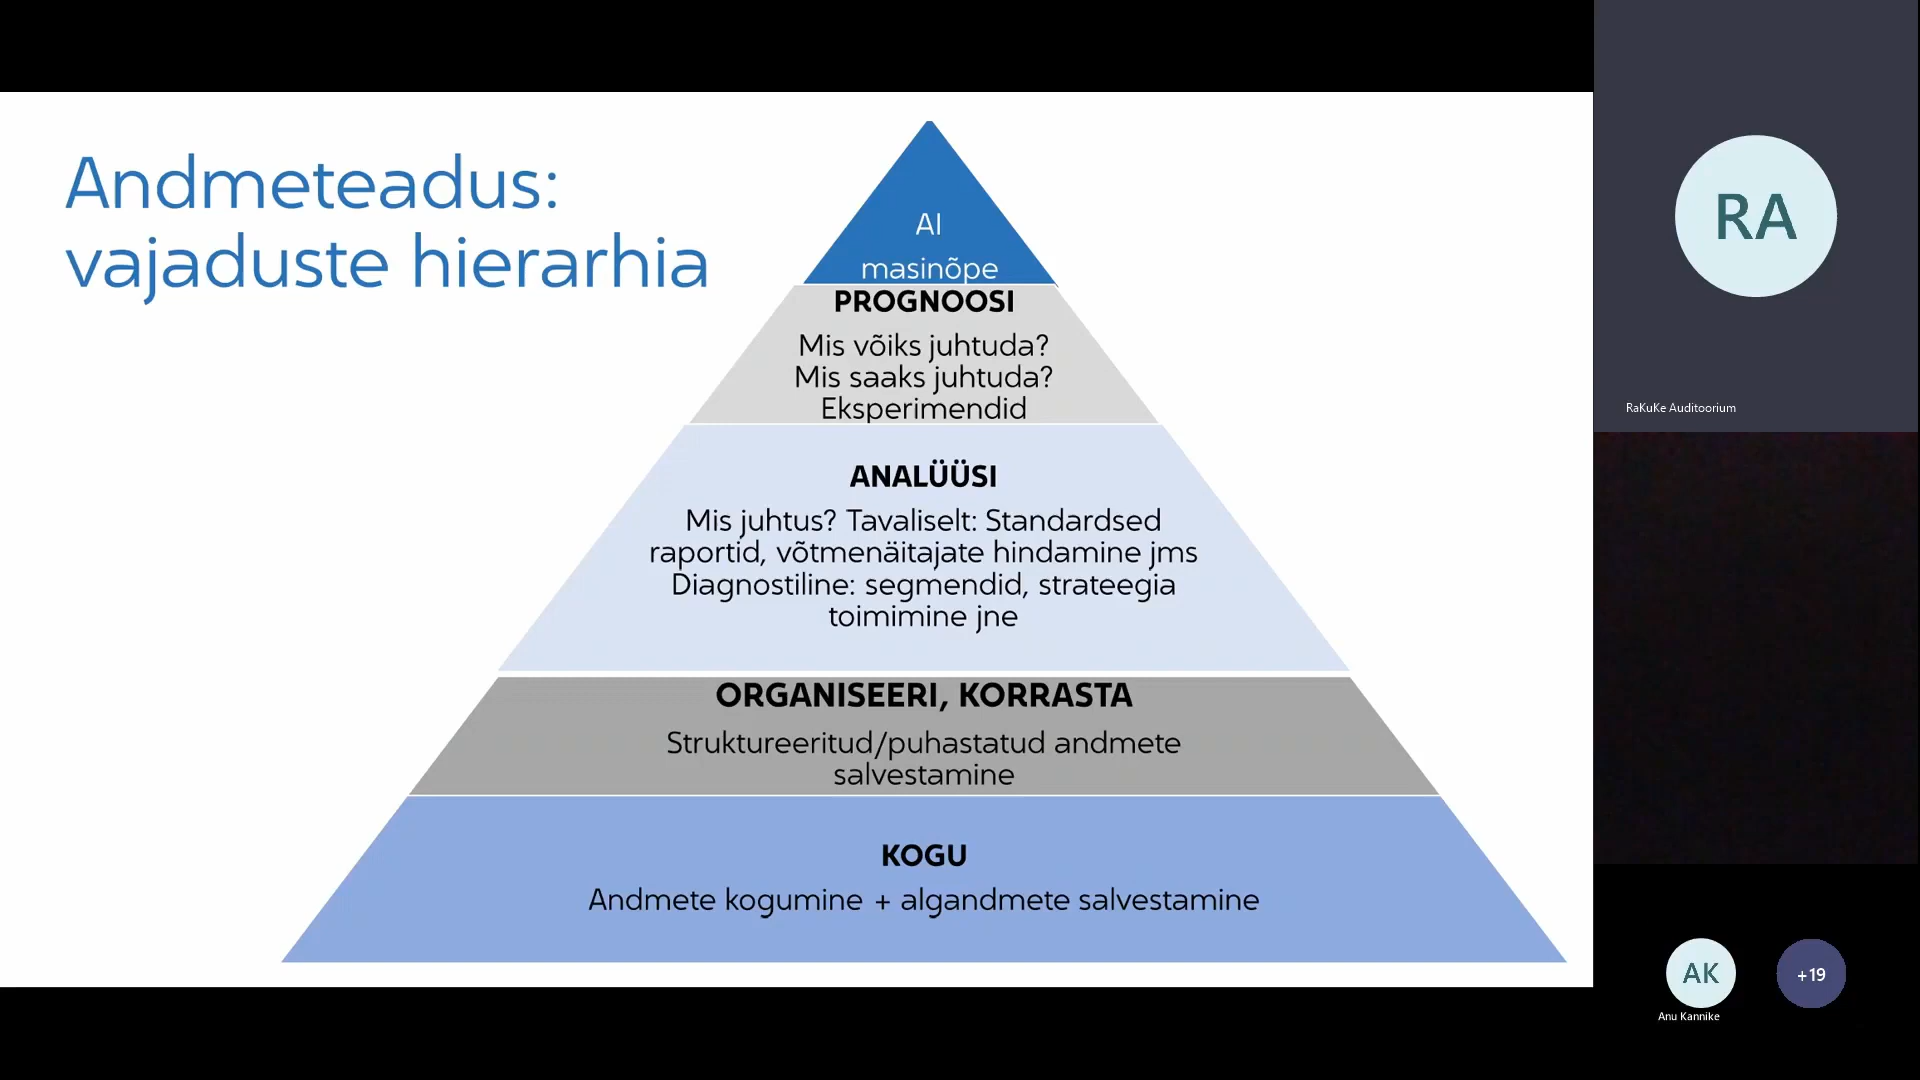 Andmeteadus:
vajaduste hierarhia
AI
masinõpe
PROGNOOSI
Mis võiks juhtuda?
Mis saaks juhtuda?
Eksperimendid
ANALÜÜSI
Mis juhtus? Tavaliselt: Standardsed
raportid, võtmenäitajate hindamine jms
Diagnostiline: segmendid, strateegia
toimimine jne
ORGANISEERI, KORRASTA
Struktureeritud/puhastatud andmete
salvestamine
KOGU
Andmete kogumine + algandmete salvestamine
RA
RaKuKe Auditoorium
AK
+19
Anu Kannike